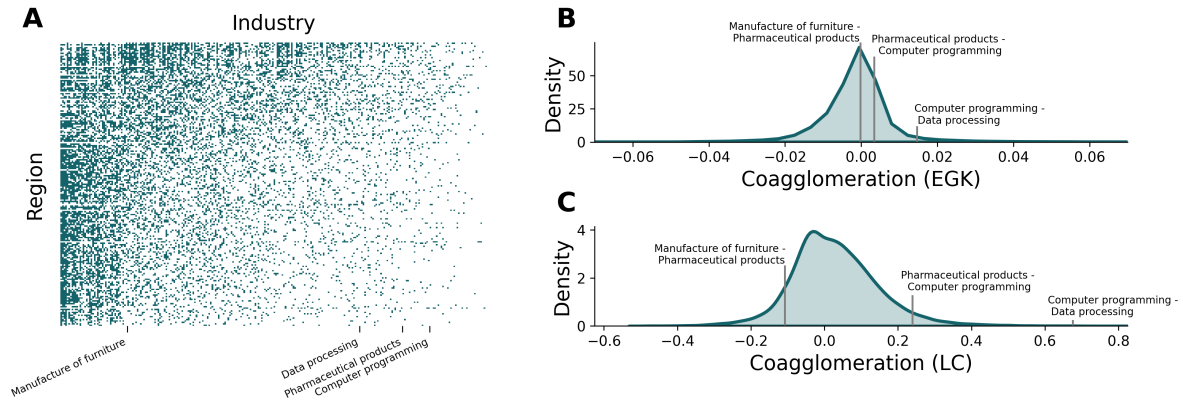 A
Industry
Region
Manufacture of furniture
Data processing
Pharmaceutical products
Computer programming
B
Manufacture of furniture -
Pharmaceutical products
Pharmaceutical products -
Computer programming
Computer programming -
Data processing
Density
50
25
0
−0.06 −0.04 −0.02 0.00 0.02 0.04 0.06
Coagglomeration (EGK)
C
Manufacture of furniture -
Pharmaceutical products
Pharmaceutical products -
Computer programming
Computer programming -
Data processing
Density
4
2
0
−0.6 −0.4 −0.2 0.0 0.2 0.4 0.6 0.8
Coagglomeration (LC)